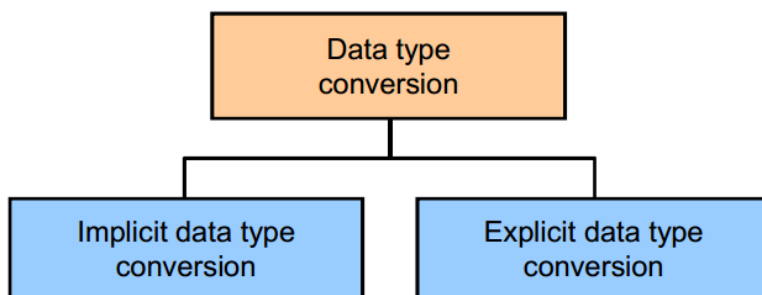 Data type
conversion
Implicit data type
conversion
Explicit data type
conversion